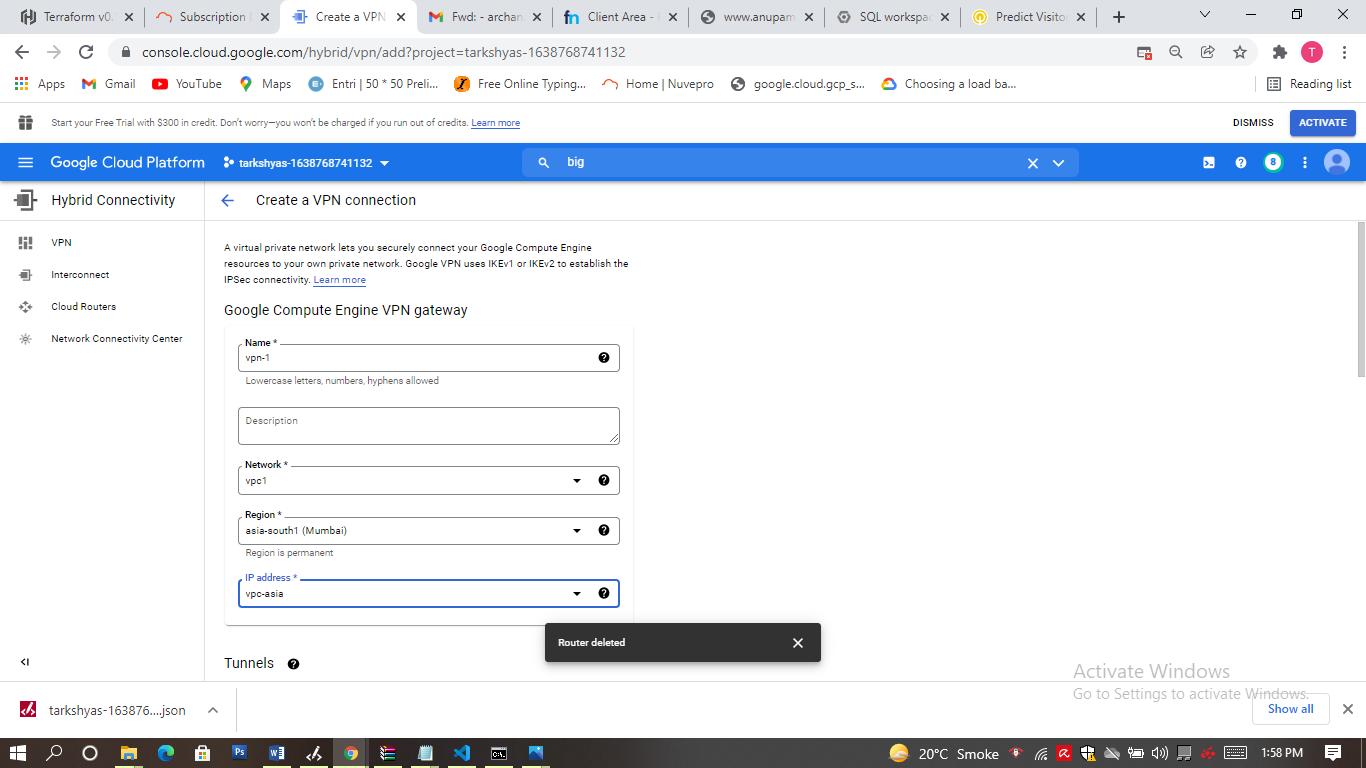 Terraform v0.
Subscription
Create a VPN
Fwd: - archan
Client Area -
www.anupam
SQL workspac
Predict Visitor
console.cloud.google.com/hybrid/vpn/add?project=tarkshyas-1638768741132
T
Apps
Gmail
YouTube
Maps
Entri | 50 * 50 Preli...
Free Online Typing...
Home | Nuvepro
google.cloud.gcp_s...
Choosing a load ba...
Reading list
Start your Free Trial with $300 in credit. Don't worry—you won't be charged if you run out of credits. Learn more
DISMISS
ACTIVATE
Google Cloud Platform
tarkshyas-1638768741132
big
8
Hybrid Connectivity
Create a VPN connection
VPN
Interconnect
Cloud Routers
Network Connectivity Center
A virtual private network lets you securely connect your Google Compute Engine
resources to your own private network. Google VPN uses IKEv1 or IKEv2 to establish the
IPSec connectivity. Learn more
Google Compute Engine VPN gateway
Name *
vpn-1
Lowercase letters, numbers, hyphens allowed
Description
Network *
vpc1
Region *
asia-south1 (Mumbai)
Region is permanent
IP address *
vpc-asia
Router deleted
Tunnels
Activate Windows
Go to Settings to activate Windows.
tarkshyas-163876....json
Show all
20°C Smoke
1:58 PM